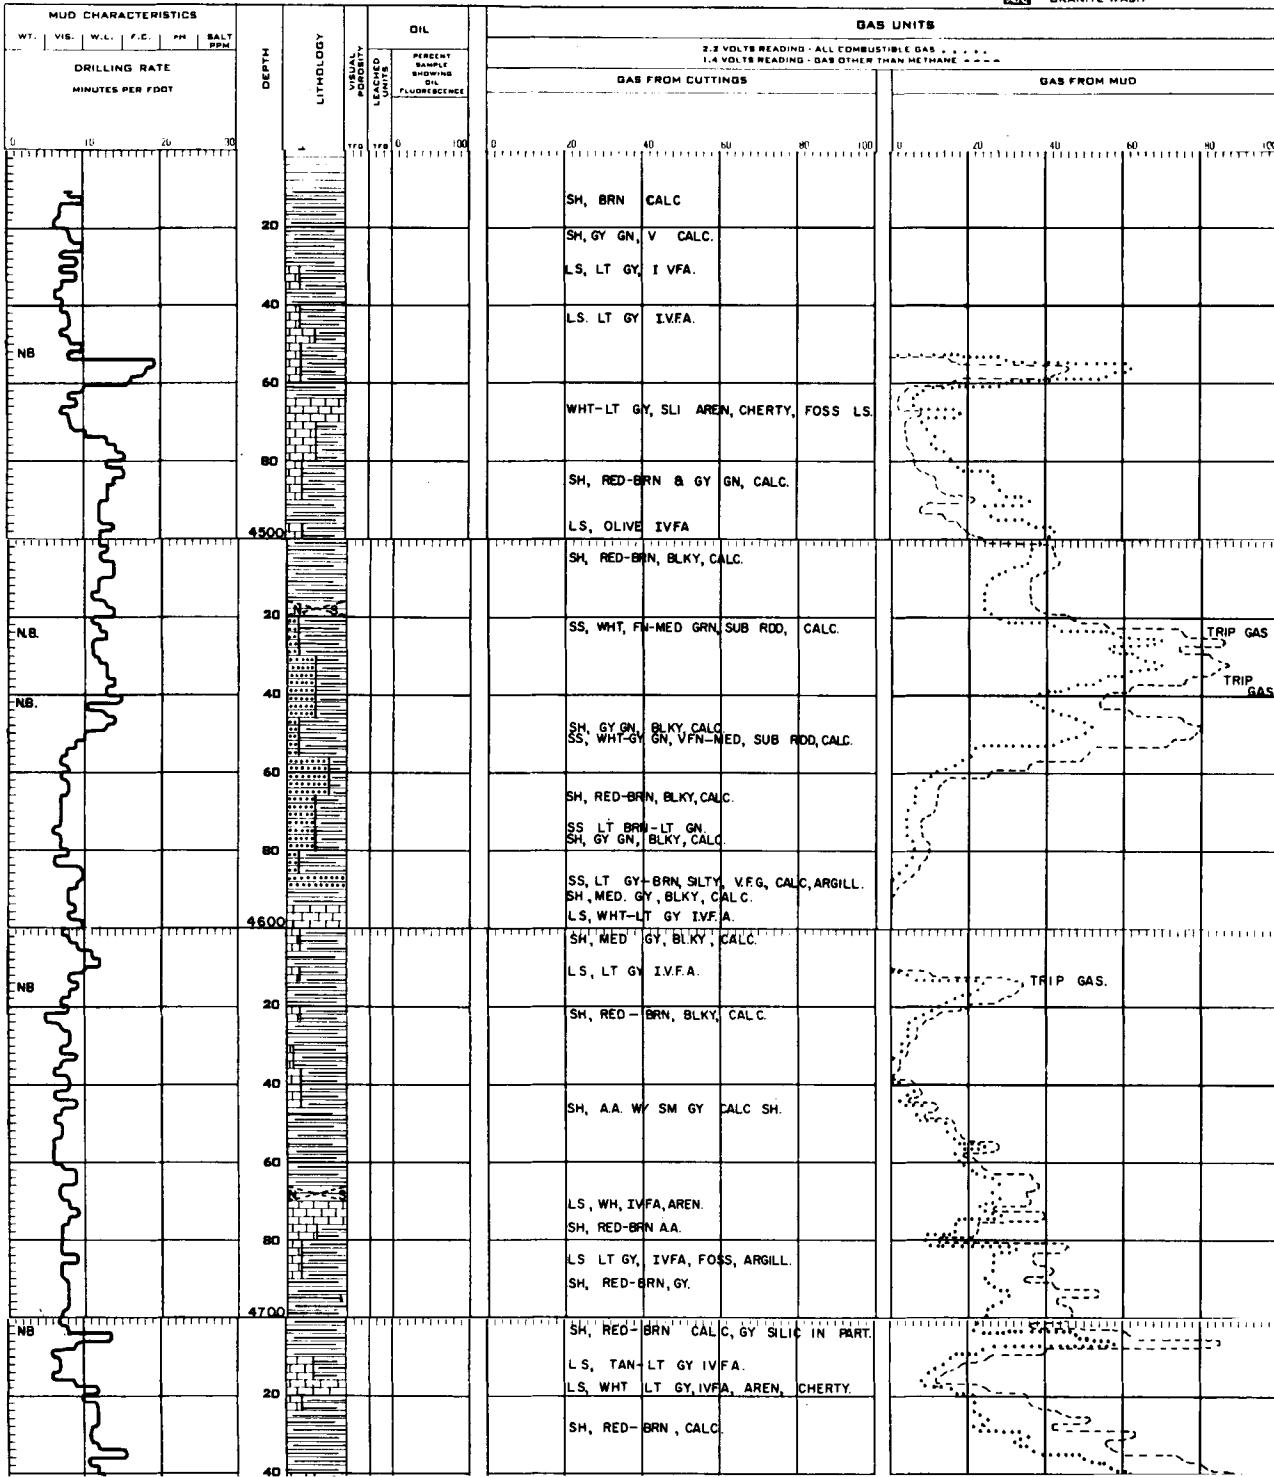 GRANITE WASH
MUD CHARACTERISTICS
WT. VIS. W.L. F.C. PH SALT PPM
DRILLING RATE
MINUTES PER FOOT
0 10 20 30
DEPTH
LITHOLOGY
VISUAL POROSITY
TFG
OIL
LEACHED UNITS
TFG
PERCENT SAMPLE SHOWING OIL FLUORESCENCE
0 100
GAS UNITS
2.2 VOLTS READING - ALL COMBUSTIBLE GAS
1.4 VOLTS READING - GAS OTHER THAN METHANE
GAS FROM CUTTINGS
0 20 40 60 80 100
GAS FROM MUD
0 20 40 60 80 100
SH, BRN CALC
20
SH, GY GN, V CALC.
LS, LT GY, I VFA.
40
LS. LT GY I.V.F.A.
NB
60
WHT-LT GY, SLI AREN, CHERTY, FOSS LS.
80
SH, RED-BRN & GY GN, CALC.
LS, OLIVE IVFA
4500
SH, RED-BRN, BLKY, CALC.
N S
20
N.B.
SS, WHT, FN-MED GRN, SUB RDD, CALC.
TRIP GAS
TRIP GAS
40
N.B.
SH, GY GN, BLKY, CALC
SS, WHT-GY GN, VFN-MED, SUB RDD, CALC.
60
SH, RED-BRN, BLKY, CALC.
SS LT BRN-LT GN.
SH, GY GN, BLKY, CALC
80
SS, LT GY-BRN, SILTY, V.F.G, CALC, ARGILL.
SH, MED. GY, BLKY, CALC.
LS, WHT-LT GY I.V.F.A.
4600
SH, MED GY, BLKY, CALC.
LS, LT GY I.V.F.A.
NB
TRIP GAS.
20
SH, RED-BRN, BLKY, CALC.
40
SH, A.A. W/ SM GY CALC SH.
60
N S
LS, WH, IVFA, AREN.
SH, RED-BRN A.A.
80
LS LT GY, IVFA, FOSS, ARGILL.
SH, RED-BRN, GY.
4700
NB
SH, RED-BRN CALC, GY SILIC IN PART.
LS, TAN-LT GY IVFA.
LS, WHT LT GY, IVFA, AREN, CHERTY.
20
SH, RED-BRN, CALC.
40